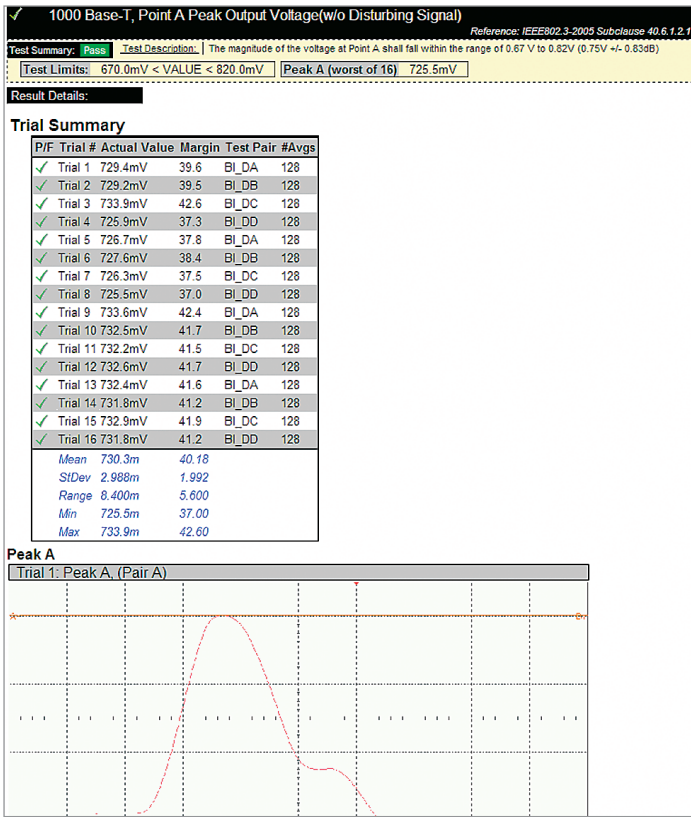 1000 Base-T, Point A Peak Output Voltage(w/o Disturbing Signal)
Reference: IEEE802.3-2005 Subclause 40.6.1.2.1
Test Summary: Pass Test Description: The magnitude of the voltage at Point A shall fall within the range of 0.67 V to 0.82V (0.75V +/- 0.83dB)
Test Limits: 670.0mV < VALUE < 820.0mV Peak A (worst of 16) 725.5mV
Result Details:
Trial Summary
P/F Trial # Actual Value Margin Test Pair #Avgs
Trial 1 729.4mV 39.6 BI_DA 128
Trial 2 729.2mV 39.5 BI_DB 128
Trial 3 733.9mV 42.6 BI_DC 128
Trial 4 725.9mV 37.3 BI_DD 128
Trial 5 726.7mV 37.8 BI_DA 128
Trial 6 727.6mV 38.4 BI_DB 128
Trial 7 726.3mV 37.5 BI_DC 128
Trial 8 725.5mV 37.0 BI_DD 128
Trial 9 733.6mV 42.4 BI_DA 128
Trial 10 732.5mV 41.7 BI_DB 128
Trial 11 732.2mV 41.5 BI_DC 128
Trial 12 732.6mV 41.7 BI_DD 128
Trial 13 732.4mV 41.6 BI_DA 128
Trial 14 731.8mV 41.2 BI_DB 128
Trial 15 732.9mV 41.9 BI_DC 128
Trial 16 731.8mV 41.2 BI_DD 128
Mean 730.3m 40.18
StDev 2.988m 1.992
Range 8.400m 5.600
Min 725.5m 37.00
Max 733.9m 42.60
Peak A
Trial 1: Peak A, (Pair A)